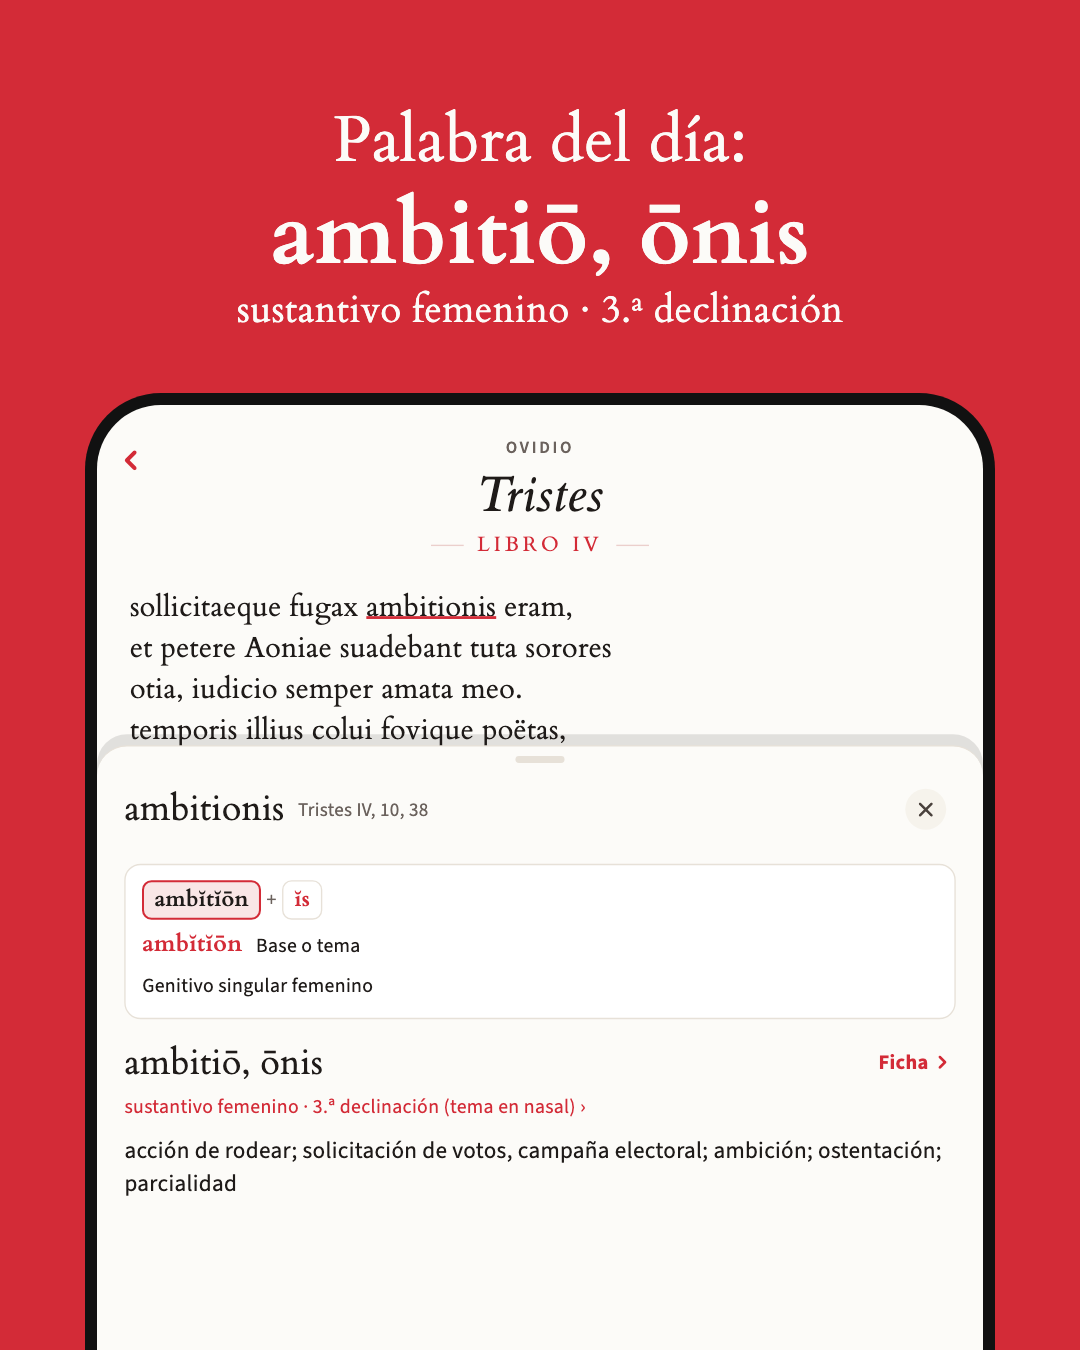 Palabra del día:
ambitiō, ōnis
sustantivo femenino · 3.ª declinación
OVIDIO
Tristes
LIBRO IV
sollicitaeque fugax ambitionis eram,
et petere Aoniae suadebant tuta sorores
otia, iudicio semper amata meo.
temporis illius colui fovique poëtas,
ambitionis Tristes IV, 10, 38
ambĭtĭōn + ĭs
ambĭtĭōn Base o tema
Genitivo singular femenino
ambitiō, ōnis Ficha ›
sustantivo femenino · 3.ª declinación (tema en nasal) ›
acción de rodear; solicitación de votos, campaña electoral; ambición; ostentación;
parcialidad